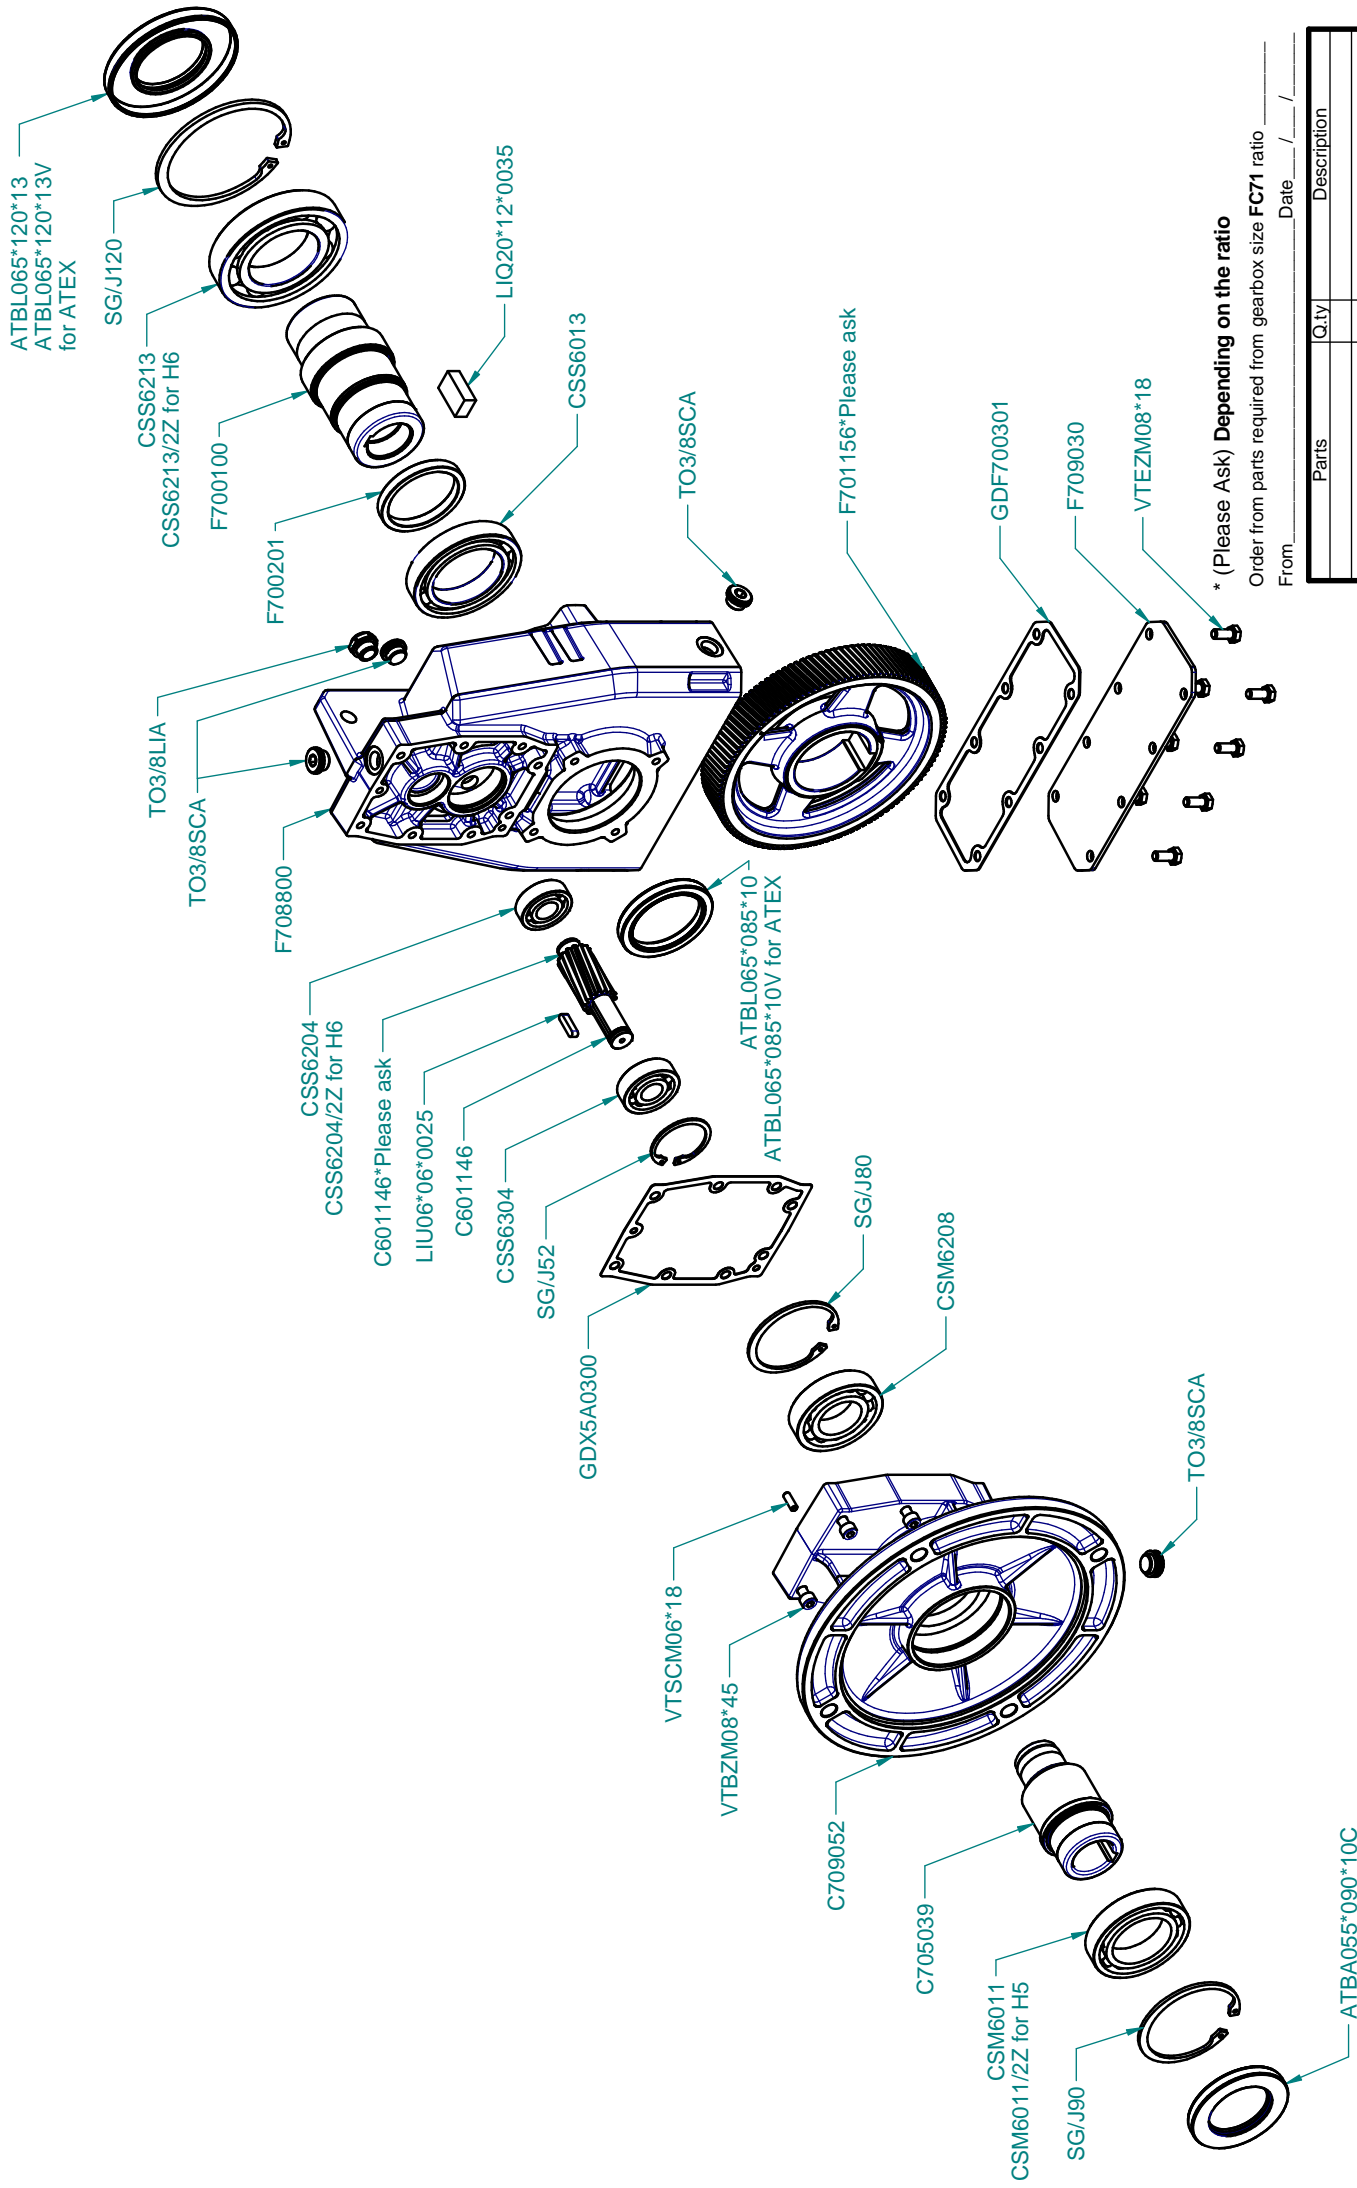 ATBL065*120*13
ATBL065*120*13V
for ATEX
SG/J120
CSS6213
CSS6213/2Z for H6
F700100
LIQ20*12*0035
F700201
CSS6013
TO3/8LIA
TO3/8SCA
TO3/8SCA
F708800
F701156*Please ask
CSS6204
CSS6204/2Z for H6
C601146*Please ask
LIU06*06*0025
C601146
CSS6304
SG/J52
ATBL065*085*10
ATBL065*085*10V for ATEX
GDF700301
F709030
VTEZM08*18
GDX5A0300
SG/J80
CSM6208
VTSCM06*18
VTBZM08*45
TO3/8SCA
C709052
C705039
CSM6011
CSM6011/2Z for H5
SG/J90
ATBA055*090*10C
* (Please Ask) Depending on the ratio
Order from parts required from gearbox size FC71 ratio ________
From____________________ Date ___/___/________
Parts Q.ty Description